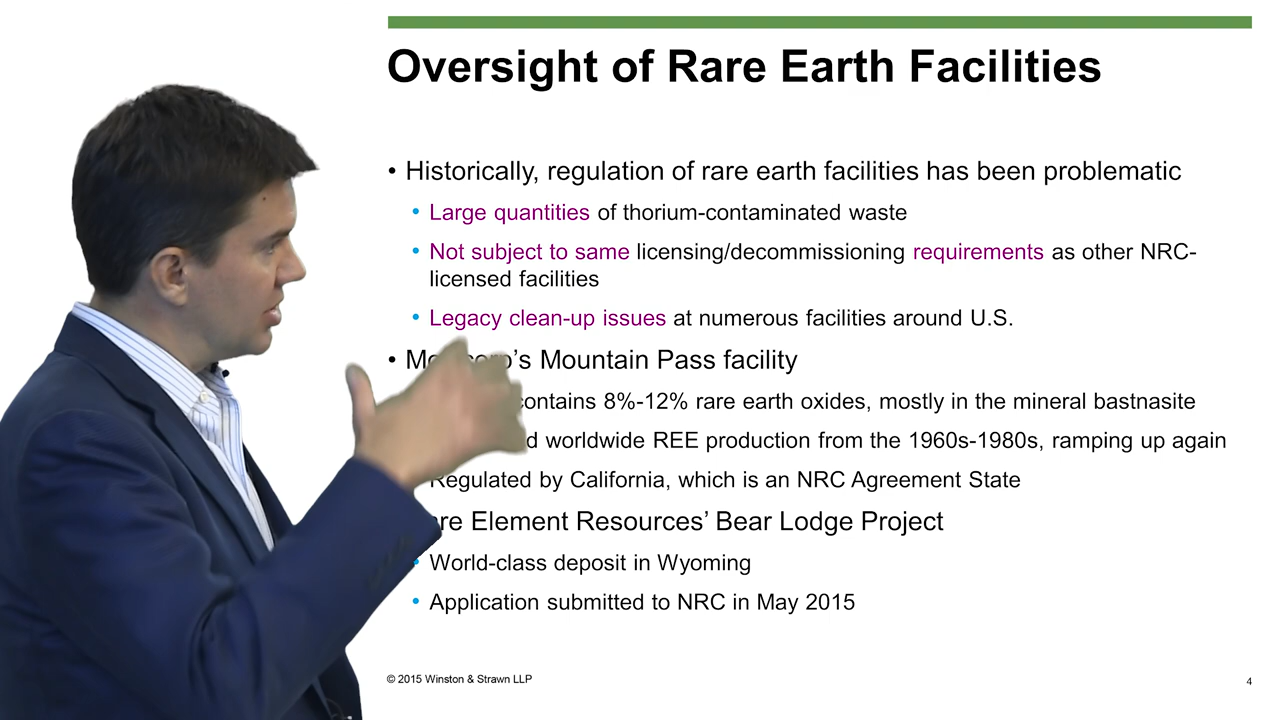 Oversight of Rare Earth Facilities
• Historically, regulation of rare earth facilities has been problematic
• Large quantities of thorium-contaminated waste
• Not subject to same licensing/decommissioning requirements as other NRC-
licensed facilities
• Legacy clean-up issues at numerous facilities around U.S.
• Mountain Pass facility
contains 8%-12% rare earth oxides, mostly in the mineral bastnasite
worldwide REE production from the 1960s-1980s, ramping up again
Regulated by California, which is an NRC Agreement State
Rare Element Resources’ Bear Lodge Project
• World-class deposit in Wyoming
• Application submitted to NRC in May 2015
© 2015 Winston & Strawn LLP
4